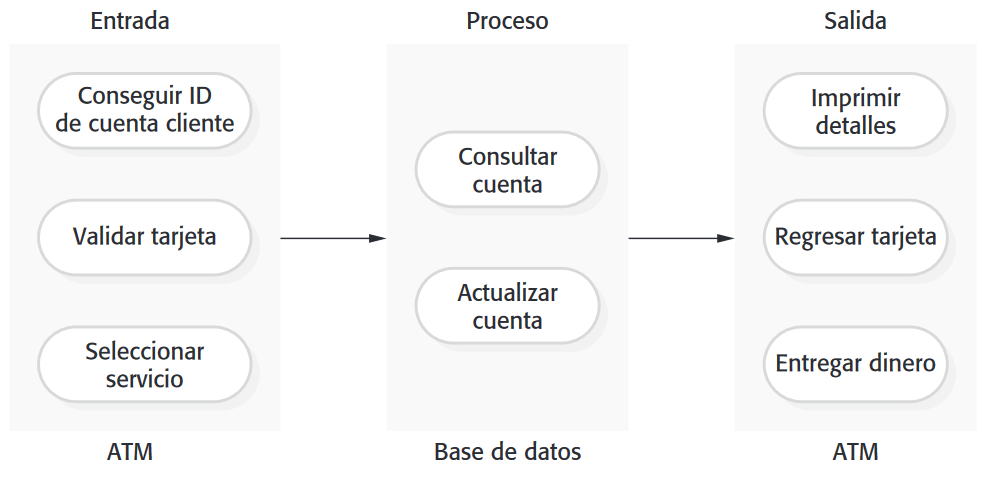 Entrada
Conseguir ID
de cuenta cliente
Validar tarjeta
Seleccionar
servicio
ATM
Proceso
Consultar
cuenta
Actualizar
cuenta
Base de datos
Salida
Imprimir
detalles
Regresar tarjeta
Entregar dinero
ATM